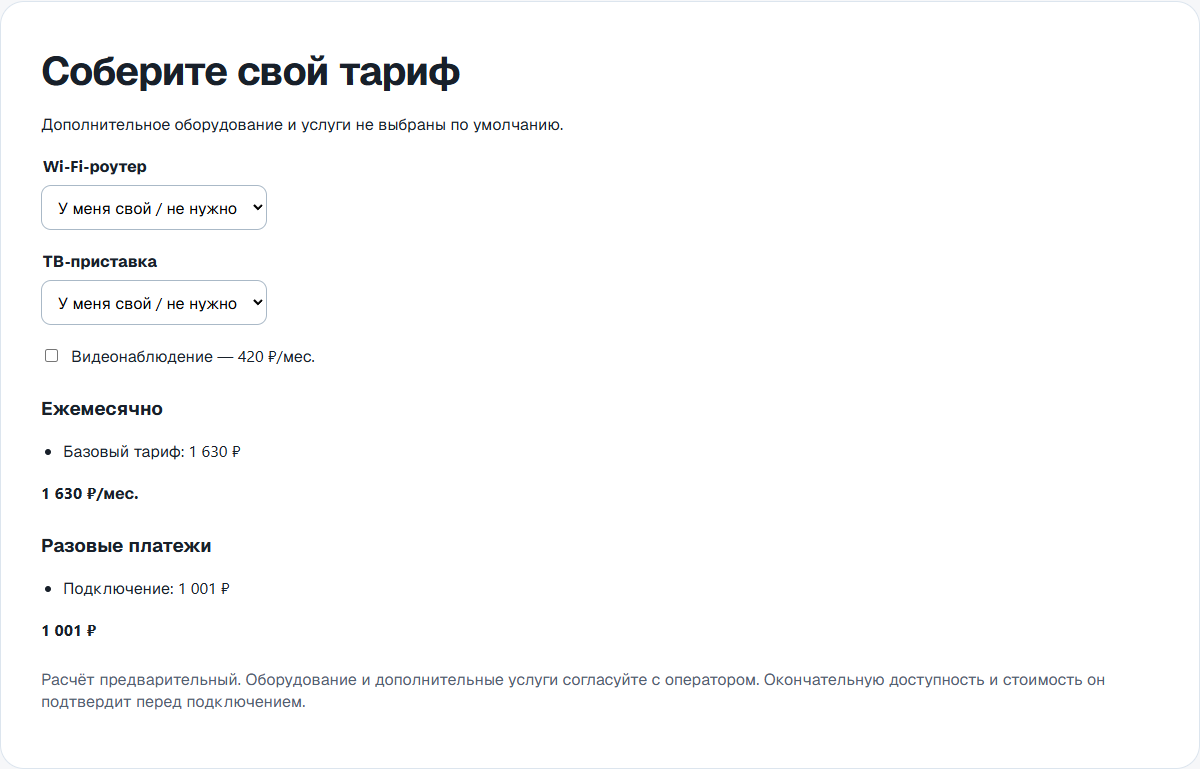 Соберите свой тариф
Дополнительное оборудование и услуги не выбраны по умолчанию.
Wi-Fi-роутер
У меня свой / не нужно
ТВ-приставка
У меня свой / не нужно
Видеонаблюдение — 420 ₽/мес.
Ежемесячно
• Базовый тариф: 1 630 ₽
1 630 ₽/мес.
Разовые платежи
• Подключение: 1 001 ₽
1 001 ₽
Расчёт предварительный. Оборудование и дополнительные услуги согласуйте с оператором. Окончательную доступность и стоимость он
подтвердит перед подключением.